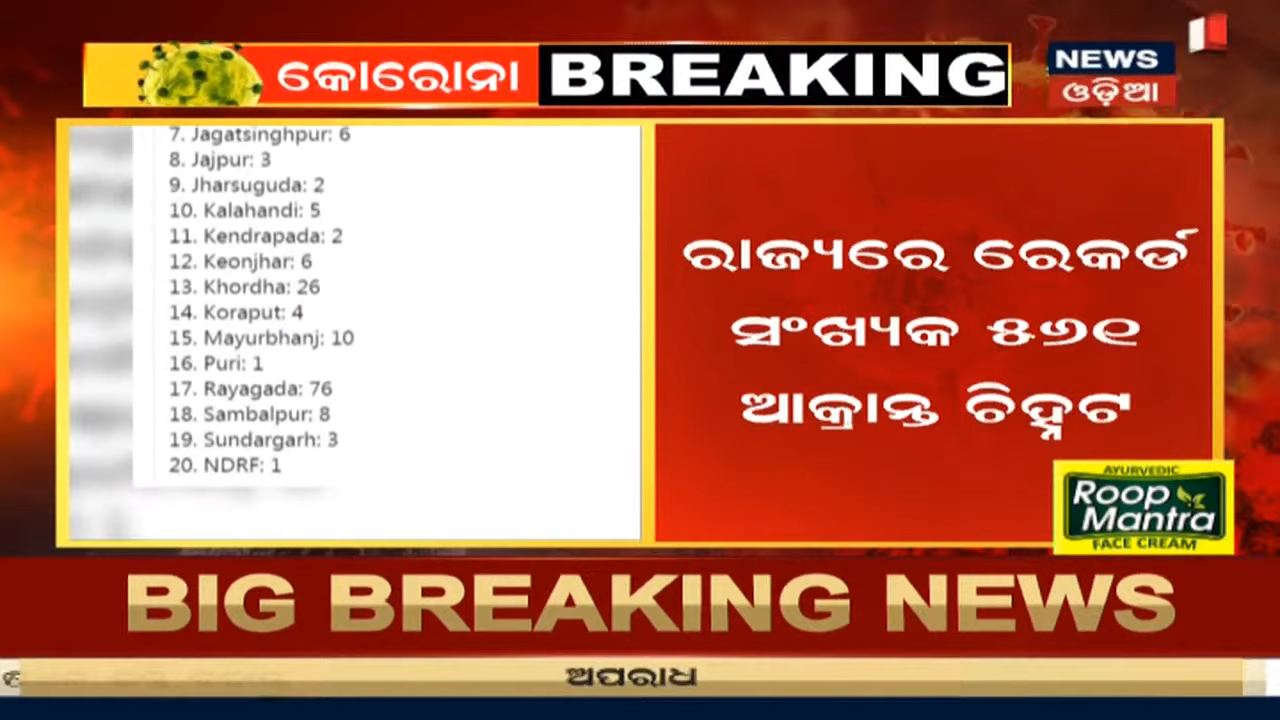 କୋରୋନା BREAKING
NEWS
ଓଡ଼ିଆ
7. Jagatsinghpur: 6
8. Jajpur: 3
9. Jharsuguda: 2
10. Kalahandi: 5
11. Kendrapada: 2
12. Keonjhar: 6
13. Khordha: 26
14. Koraput: 4
15. Mayurbhanj: 10
16. Puri: 1
17. Rayagada: 76
18. Sambalpur: 8
19. Sundargarh: 3
20. NDRF: 1
ରାଜ୍ୟରେ ରେକର୍ଡ
ସଂଖ୍ୟକ ୫୬୧
ଆକ୍ରାନ୍ତ ଚିହ୍ନଟ
AYURVEDIC
Roop
Mantra
FACE CREAM
BIG BREAKING NEWS
ଅପରାଧ